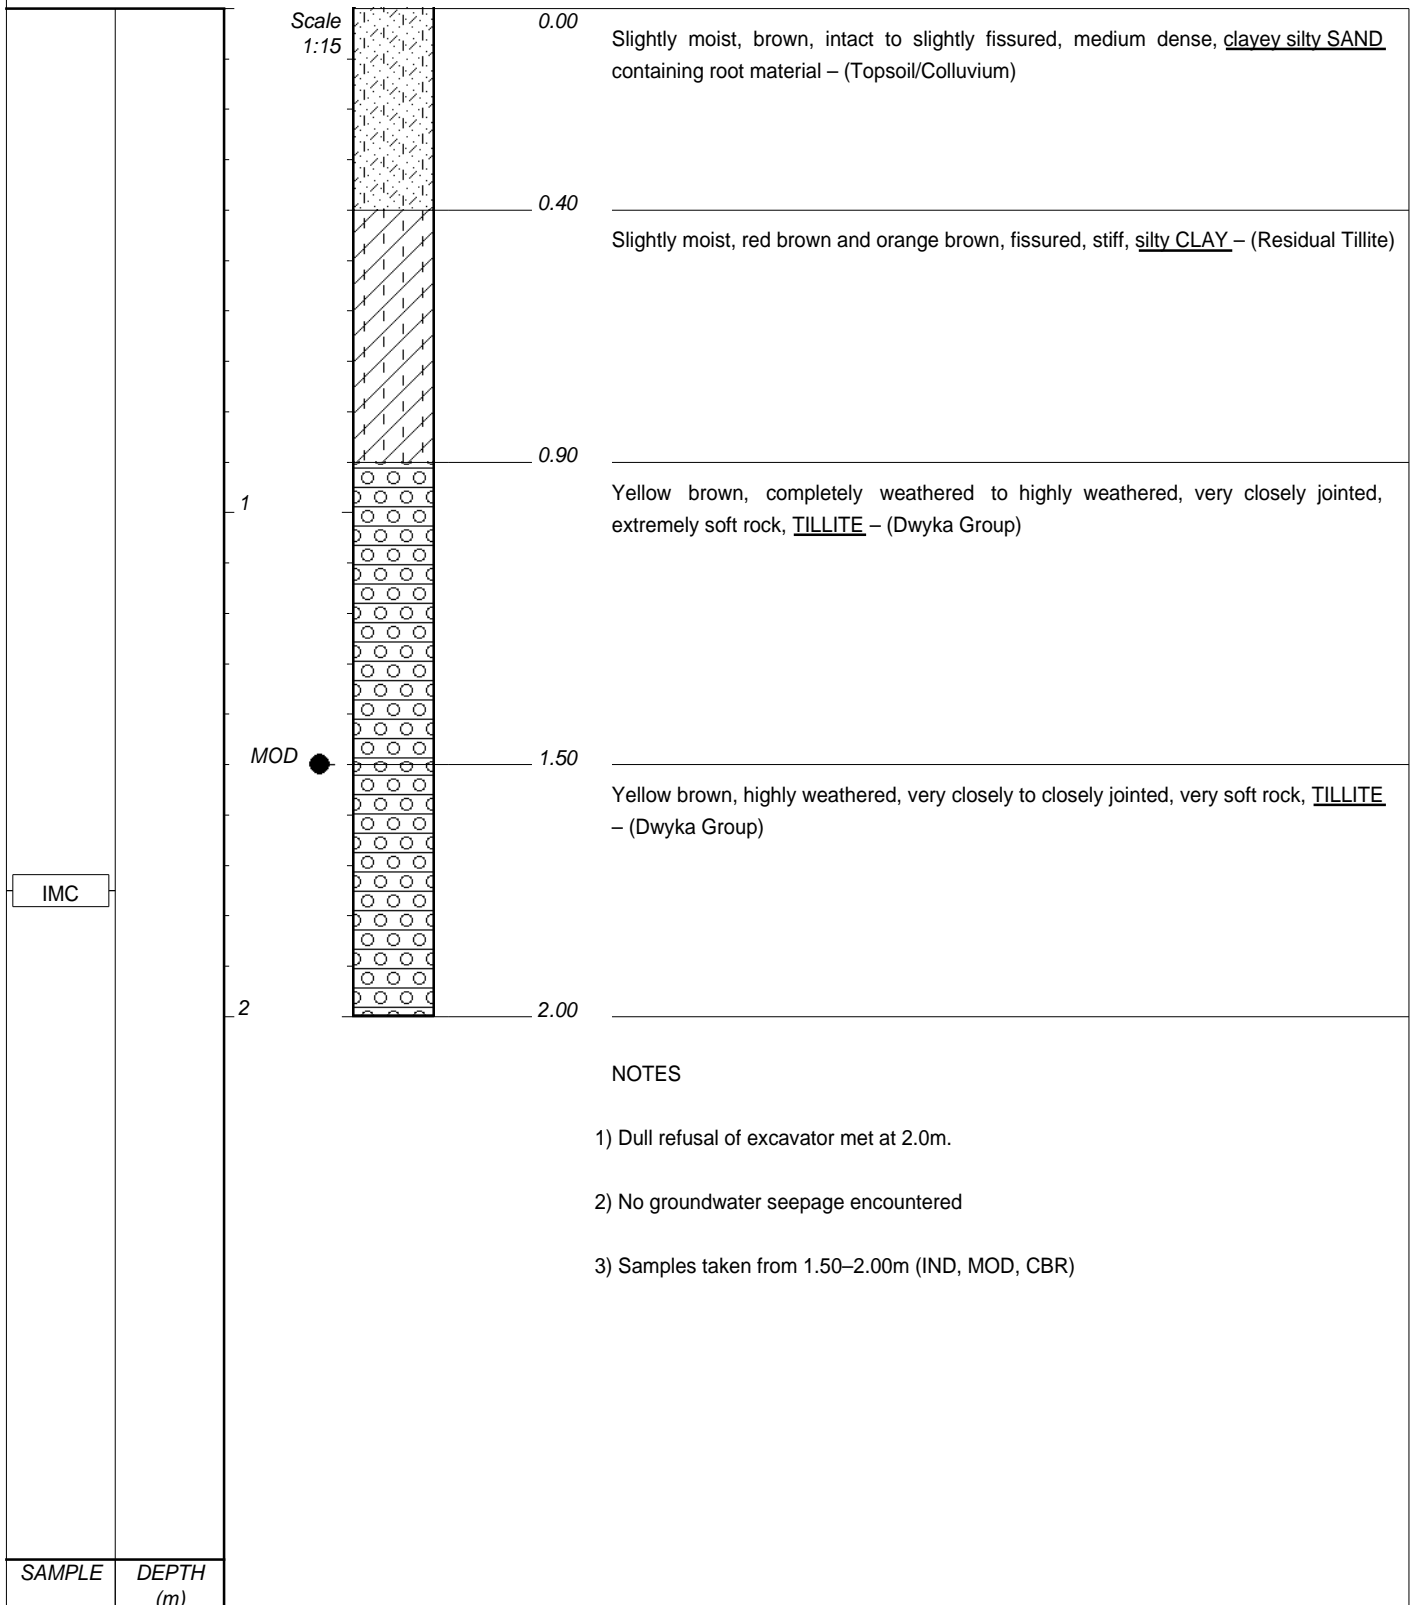 Scale
1:15
0.00
Slightly moist, brown, intact to slightly fissured, medium dense, clayey silty SAND
containing root material – (Topsoil/Colluvium)
0.40
Slightly moist, red brown and orange brown, fissured, stiff, silty CLAY – (Residual Tillite)
0.90
1
Yellow brown, completely weathered to highly weathered, very closely jointed,
extremely soft rock, TILLITE – (Dwyka Group)
MOD
1.50
Yellow brown, highly weathered, very closely to closely jointed, very soft rock, TILLITE
– (Dwyka Group)
IMC
2
2.00
NOTES
1) Dull refusal of excavator met at 2.0m.
2) No groundwater seepage encountered
3) Samples taken from 1.50–2.00m (IND, MOD, CBR)
SAMPLE
DEPTH
(m)